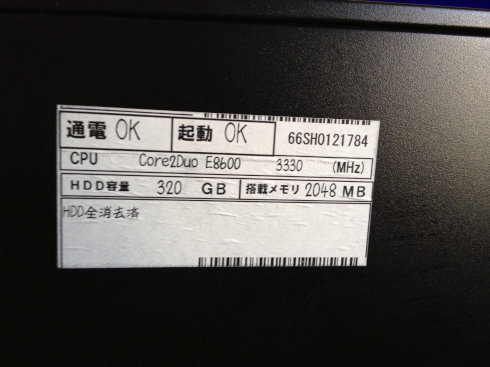 通電 OK 起動 OK 66SH0121784
CPU Core2Duo E8600 3330 (MHz)
HDD容量 320 GB 搭載メモリ 2048 MB
HDD全消去済